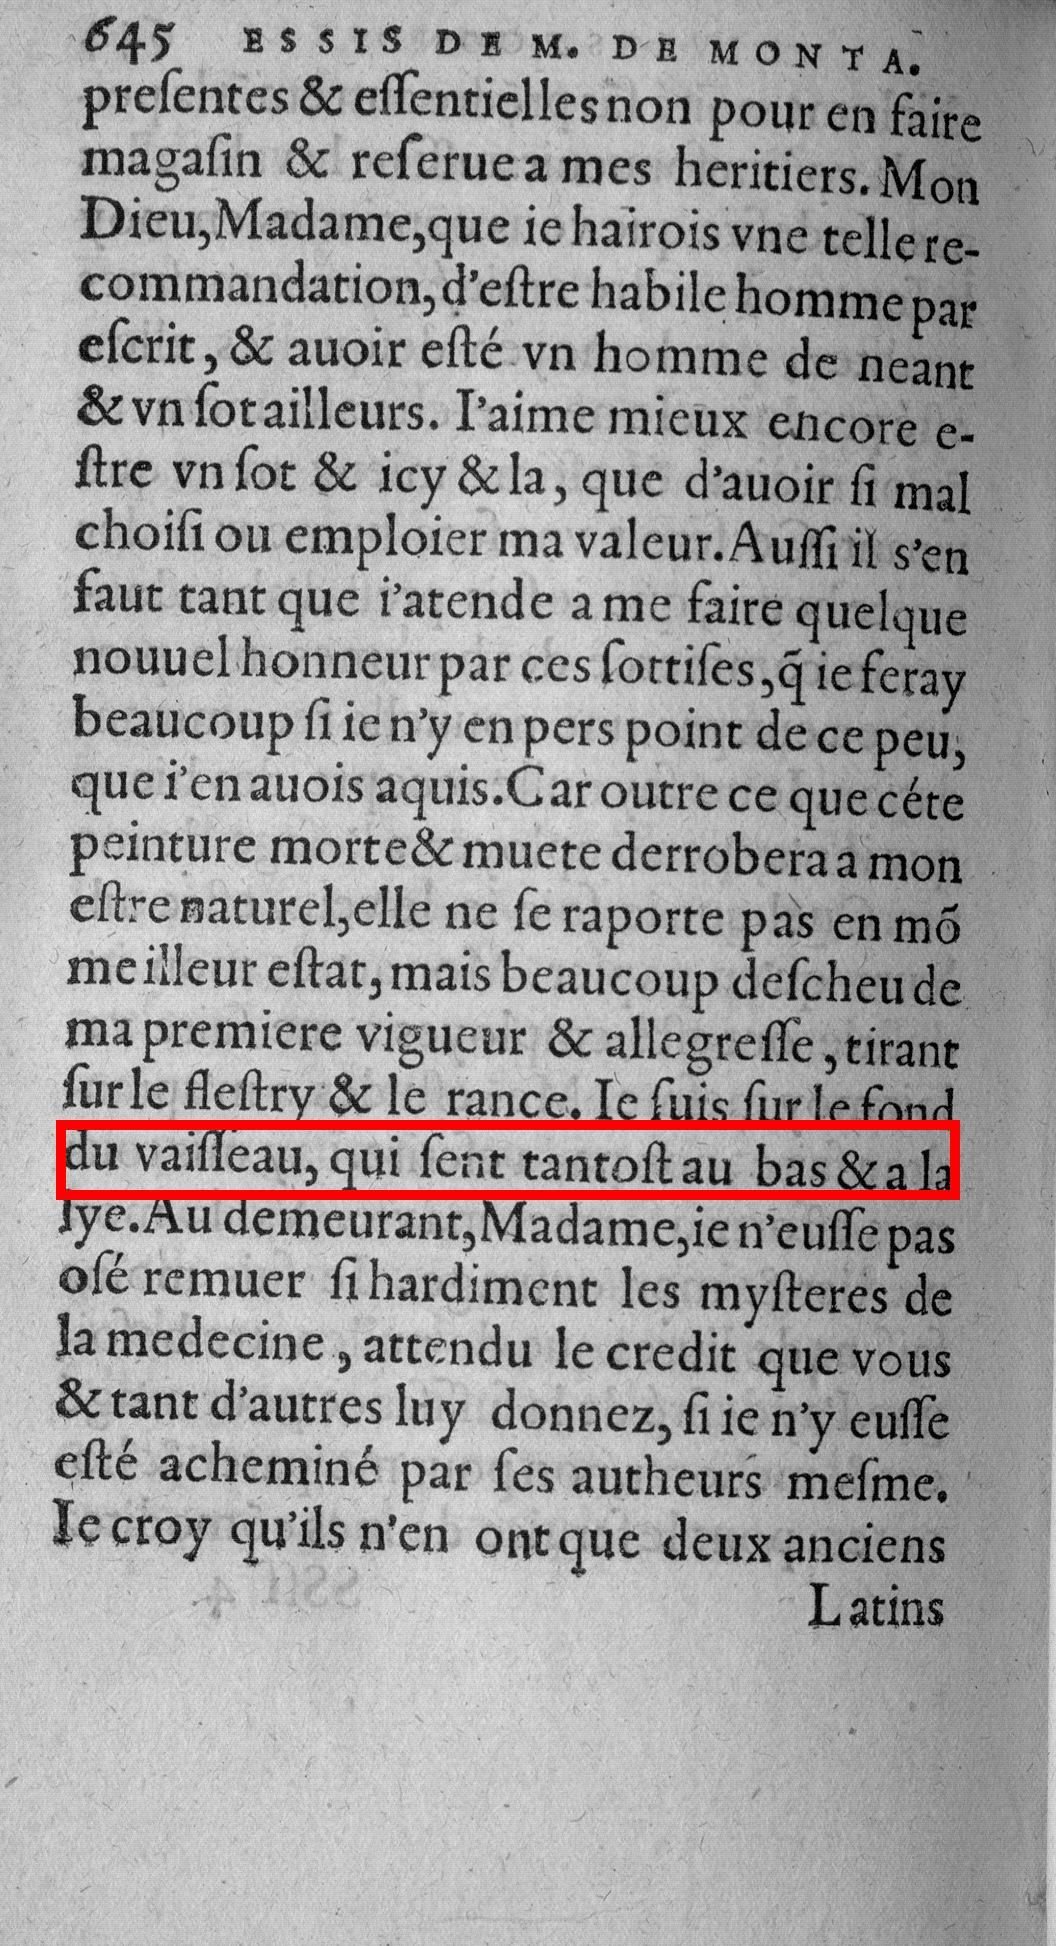 645 ESSIS DE M. DE MONTA.
preſentes & eſſentielles non pour en faire
magaſin & reſerue a mes heritiers. Mon
Dieu, Madame, que ie hairois vne telle re-
commandation, d'eſtre habile homme par
eſcrit, & auoir eſté vn homme de neant
& vn ſot ailleurs. I'aime mieux encore e-
ſtre vn ſot & icy & la, que d'auoir ſi mal
choiſi ou emploier ma valeur. Auſſi il s'en
faut tant que i'atende a me faire quelque
nouuel honneur par ces ſottiſes, q̃ ie feray
beaucoup ſi ie n'y en pers point de ce peu,
que i'en auois aquis. Car outre ce que céte
peinture morte & muete derrobera a mon
eſtre naturel, elle ne ſe raporte pas en mõ
meilleur eſtat, mais beaucoup deſcheu de
ma premiere vigueur & allegreſſe, tirant
ſur le fleſtry & le rance. Ie ſuis ſur le fond
du vaiſſeau, qui ſent tantoſt au bas & a la
lye. Au demeurant, Madame, ie n'euſſe pas
oſé remuer ſi hardiment les myſteres de
la medecine, attendu le credit que vous
& tant d'autres luy donnez, ſi ie n'y euſſe
eſté acheminé par ſes autheurs meſme.
Ie croy qu'ils n'en ont que deux anciens
Latins